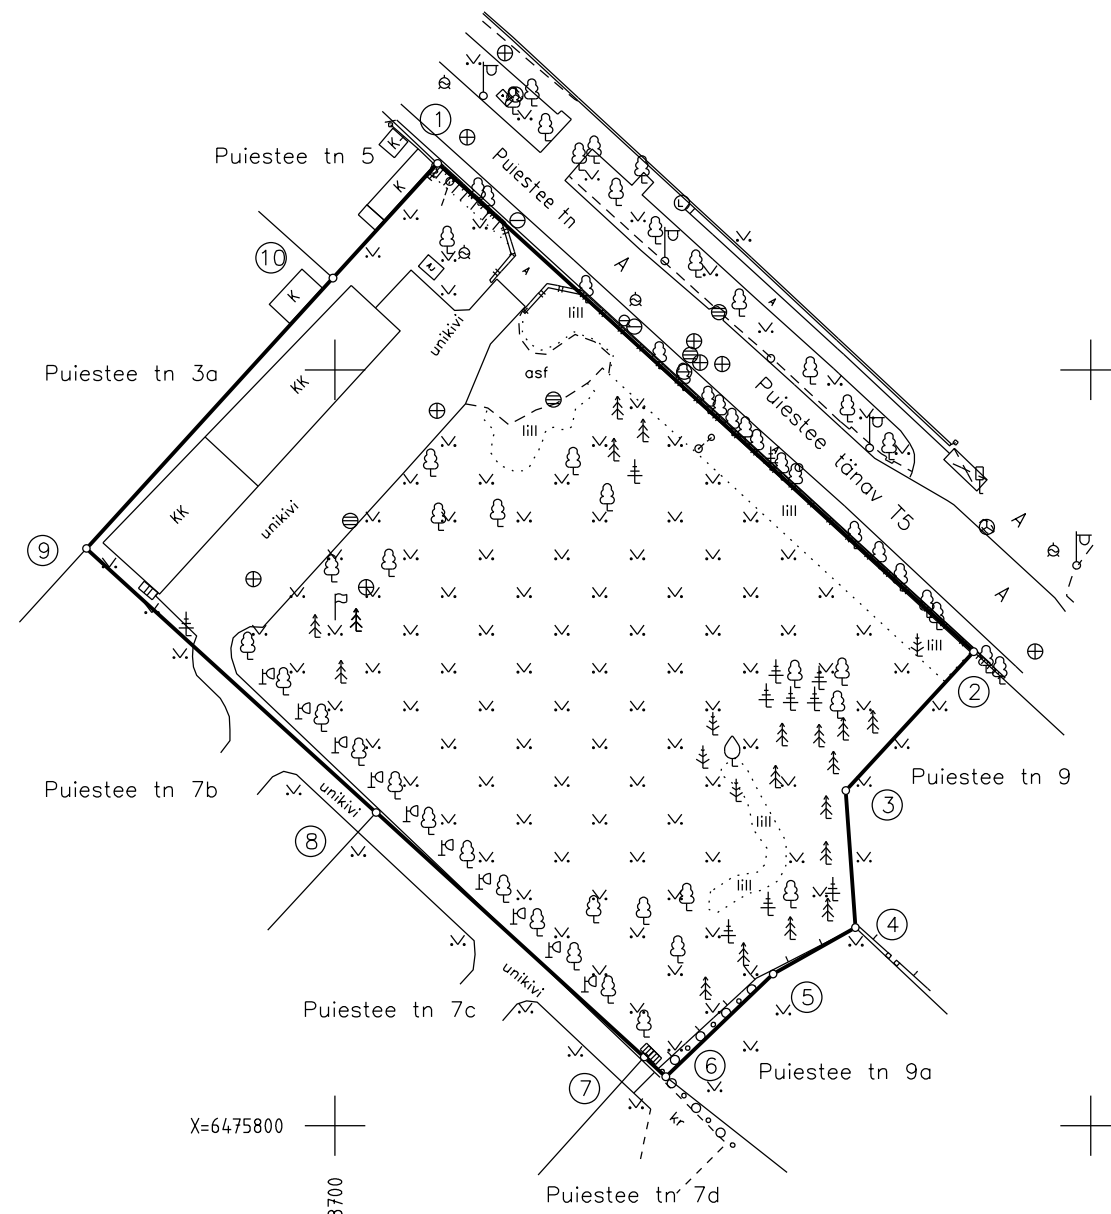 1
Puiestee tn 5
K
K
Puiestee tn
10
K
A
A
A
lill
unikivi
Puiestee tn 3a
KK
asf
lill
Puiestee tänav T5
KK
unikivi
lill
A
9
A
lill
2
Puiestee tn 9
Puiestee tn 7b
unikivi
3
lill
8
lill
4
unikivi
5
Puiestee tn 7c
6
Puiestee tn 9a
7
kr
X=6475800
Puiestee tn 7d